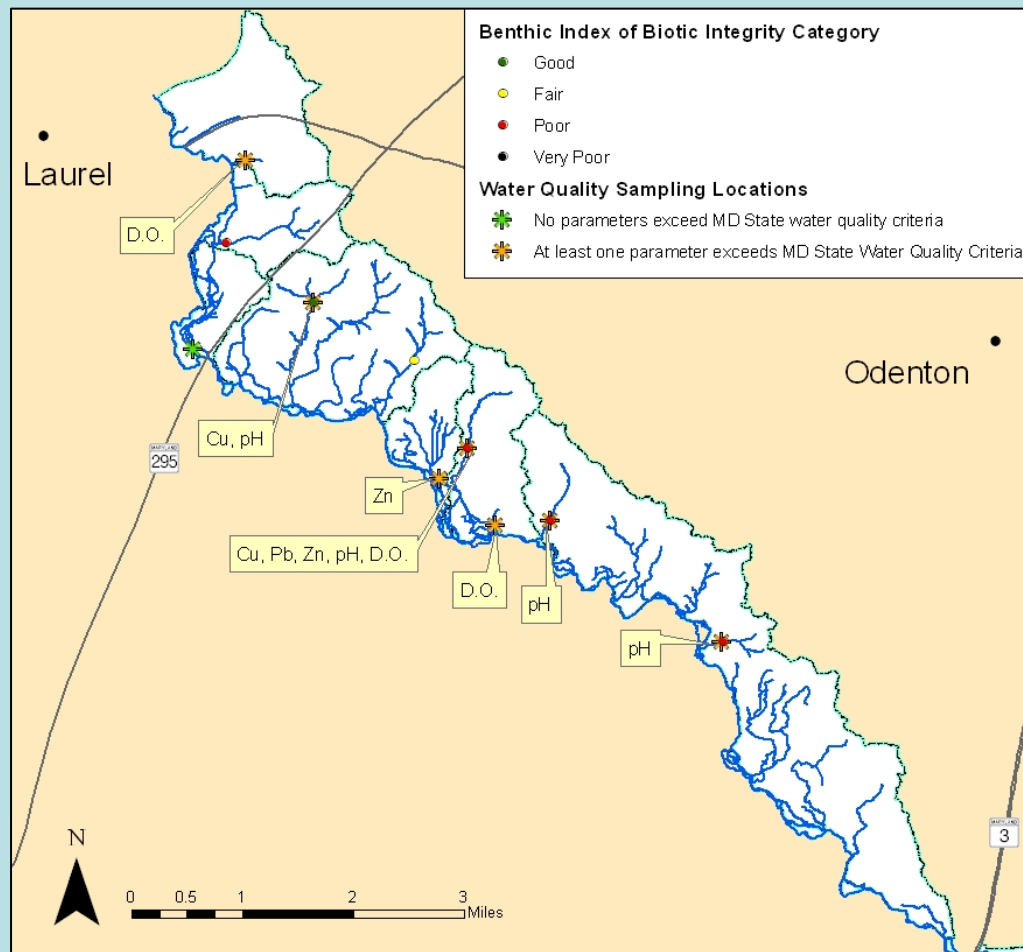 Benthic Index of Biotic Integrity Category
Good
Fair
Poor
Very Poor
Water Quality Sampling Locations
No parameters exceed MD State water quality criteria
At least one parameter exceeds MD State Water Quality Criteria
Laurel
D.O.
Odenton
Cu, pH
MARYLAND
295
Zn
Cu, Pb, Zn, pH, D.O.
D.O.
pH
pH
MARYLAND
3
N
0 0.5 1 2 3
Miles